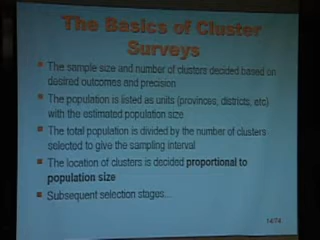 The Basics of Cluster
Surveys
The sample size and number of clusters decided based on
desired outcomes and precision
The population is listed as units (provinces, districts, etc)
with the estimated population size
The total population is divided by the number of clusters
selected to give the sampling interval
The location of clusters is decided proportional to
population size
Subsequent selection stages...
14/74